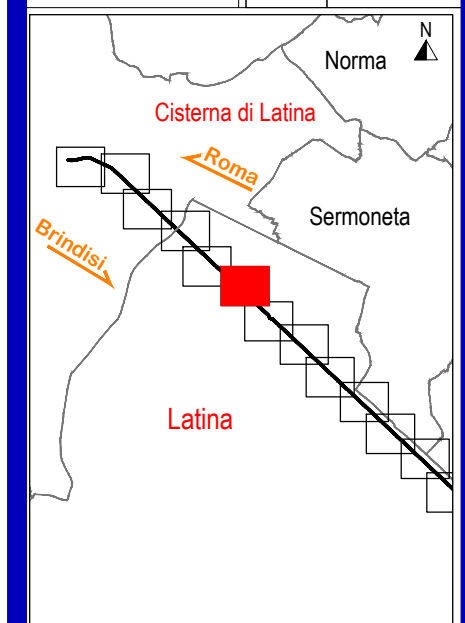 N
Norma
Cisterna di Latina
Roma
Sermoneta
Brindisi
Latina